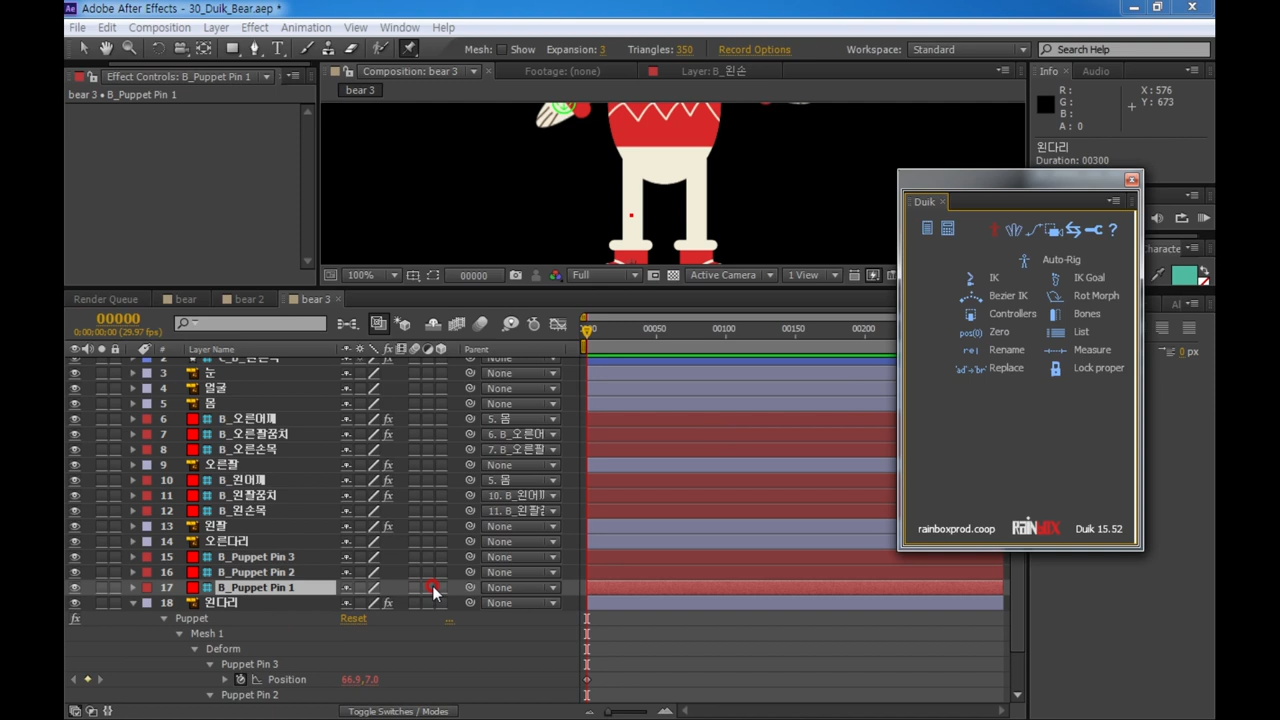 Adobe After Effects - 30_Duik_Bear.aep *
File Edit Composition Layer Effect Animation View Window Help
Mesh: Show Expansion: 3 Triangles: 350 Record Options Workspace: Standard Search Help
Effect Controls: B_Puppet Pin 1 Composition: bear 3 Footage: (none) Layer: B_왼손 Info Audio
bear 3 • B_Puppet Pin 1 bear 3
R : X : 576
G : Y : 673
B :
A : 0
왼다리
Duration: 00300
Duik
Auto-Rig
IK IK Goal
Bezier IK Rot Morph
Controllers Bones
pos(0) Zero List
re| Rename Measure
Replace Lock proper
rainboxprod.coop RAINBOX Duik 15.52
100% 00000 Full Active Camera 1 View
Render Queue bear bear 2 bear 3
00000
0;00;00;00 (29.97 fps)
00050 00100 00150 00200
Layer Name Parent
None
3 눈 None
4 얼굴 None
5 몸 None
6 B_오른어깨 5. 몸
7 B_오른팔꿈치 6. B_오른어
8 B_오른손목 7. B_오른팔
9 오른팔 None
10 B_왼어깨 5. 몸
11 B_왼팔꿈치 10. B_왼어
12 B_왼손목 11. B_왼팔
13 왼팔 None
14 오른다리 None
15 B_Puppet Pin 3 None
16 B_Puppet Pin 2 None
17 B_Puppet Pin 1 None
18 왼다리 None
fx Puppet Reset ...
Mesh 1
Deform
Puppet Pin 3
Position 66.9,7.0
Puppet Pin 2
Toggle Switches / Modes
0 px